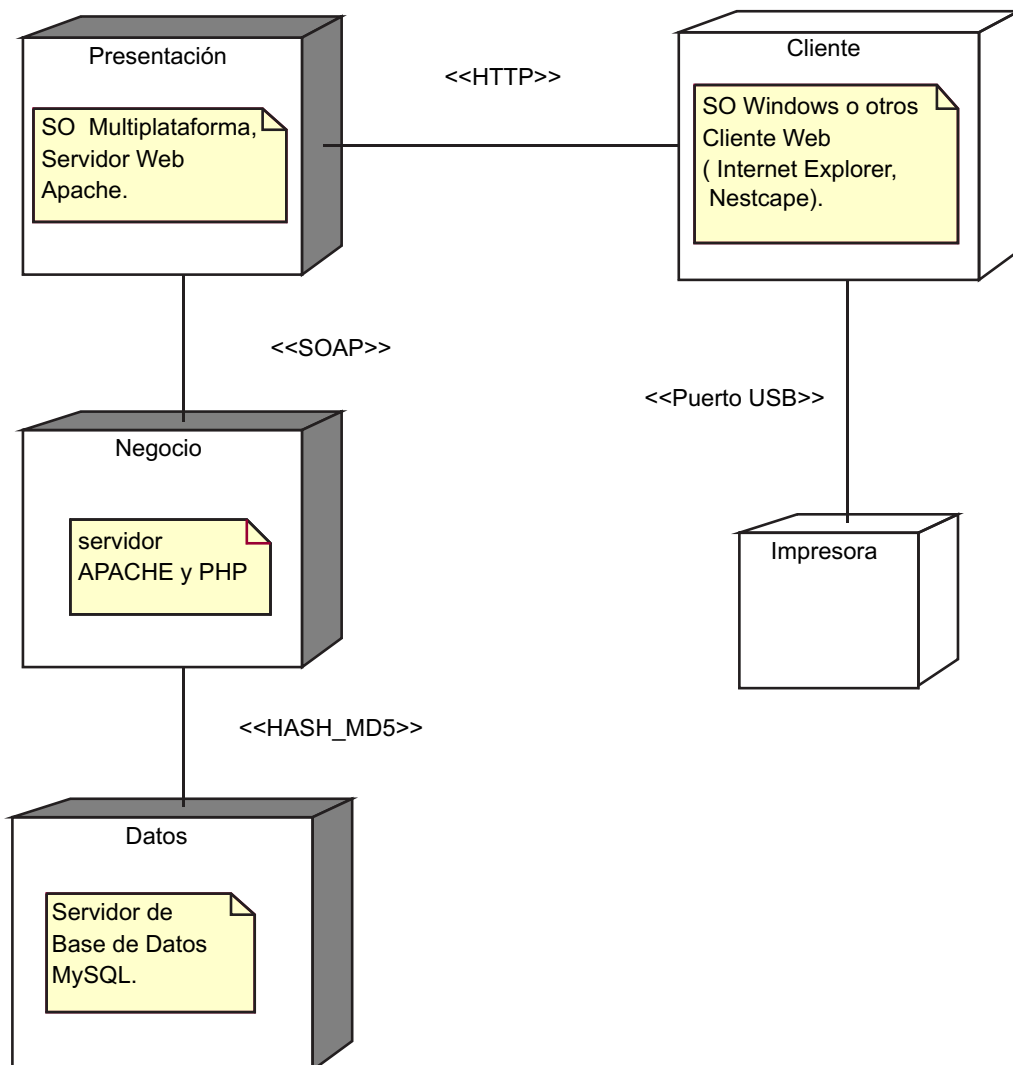 Presentación
SO Multiplataforma,
Servidor Web
Apache.
<<HTTP>>
Cliente
SO Windows o otros
Cliente Web
( Internet Explorer,
Nestcape).
<<SOAP>>
<<Puerto USB>>
Negocio
servidor
APACHE y PHP
Impresora
<<HASH_MD5>>
Datos
Servidor de
Base de Datos
MySQL.